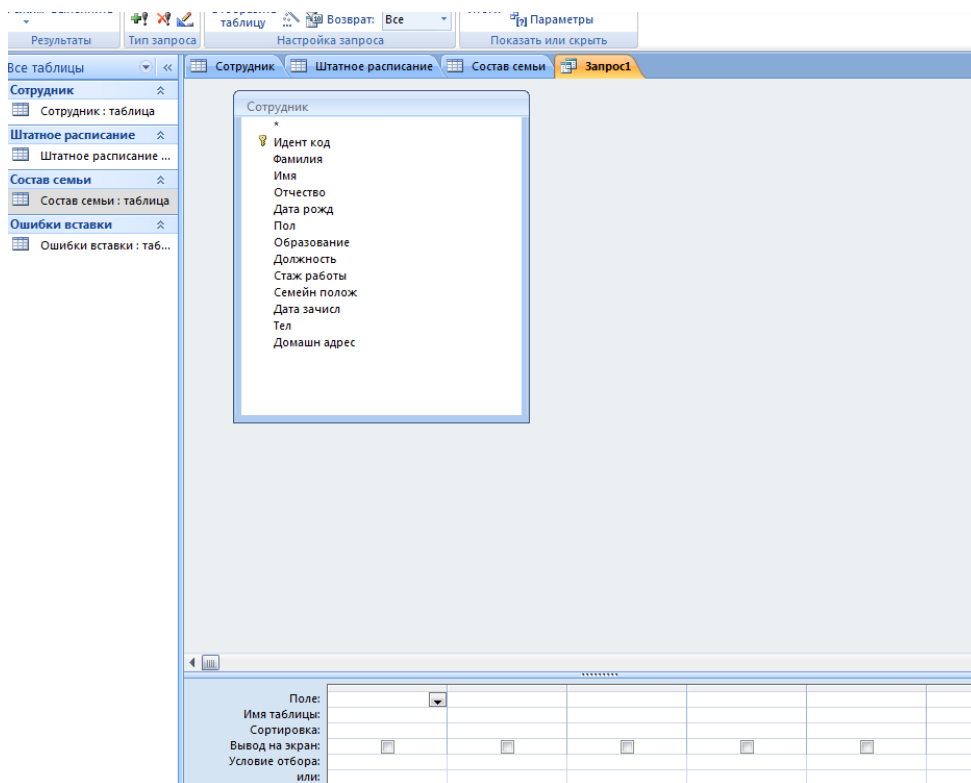 таблицу Возврат: Все Параметры
Результаты Тип запроса Настройка запроса Показать или скрыть
Все таблицы
Сотрудник Штатное расписание Состав семьи Запрос1
Сотрудник
Сотрудник : таблица
Штатное расписание
Штатное расписание ...
Состав семьи
Состав семьи : таблица
Ошибки вставки
Ошибки вставки : таб...
Сотрудник
*
Идент код
Фамилия
Имя
Отчество
Дата рожд
Пол
Образование
Должность
Стаж работы
Семейн полож
Дата зачисл
Тел
Домашн адрес
Поле:
Имя таблицы:
Сортировка:
Вывод на экран:
Условие отбора:
или: